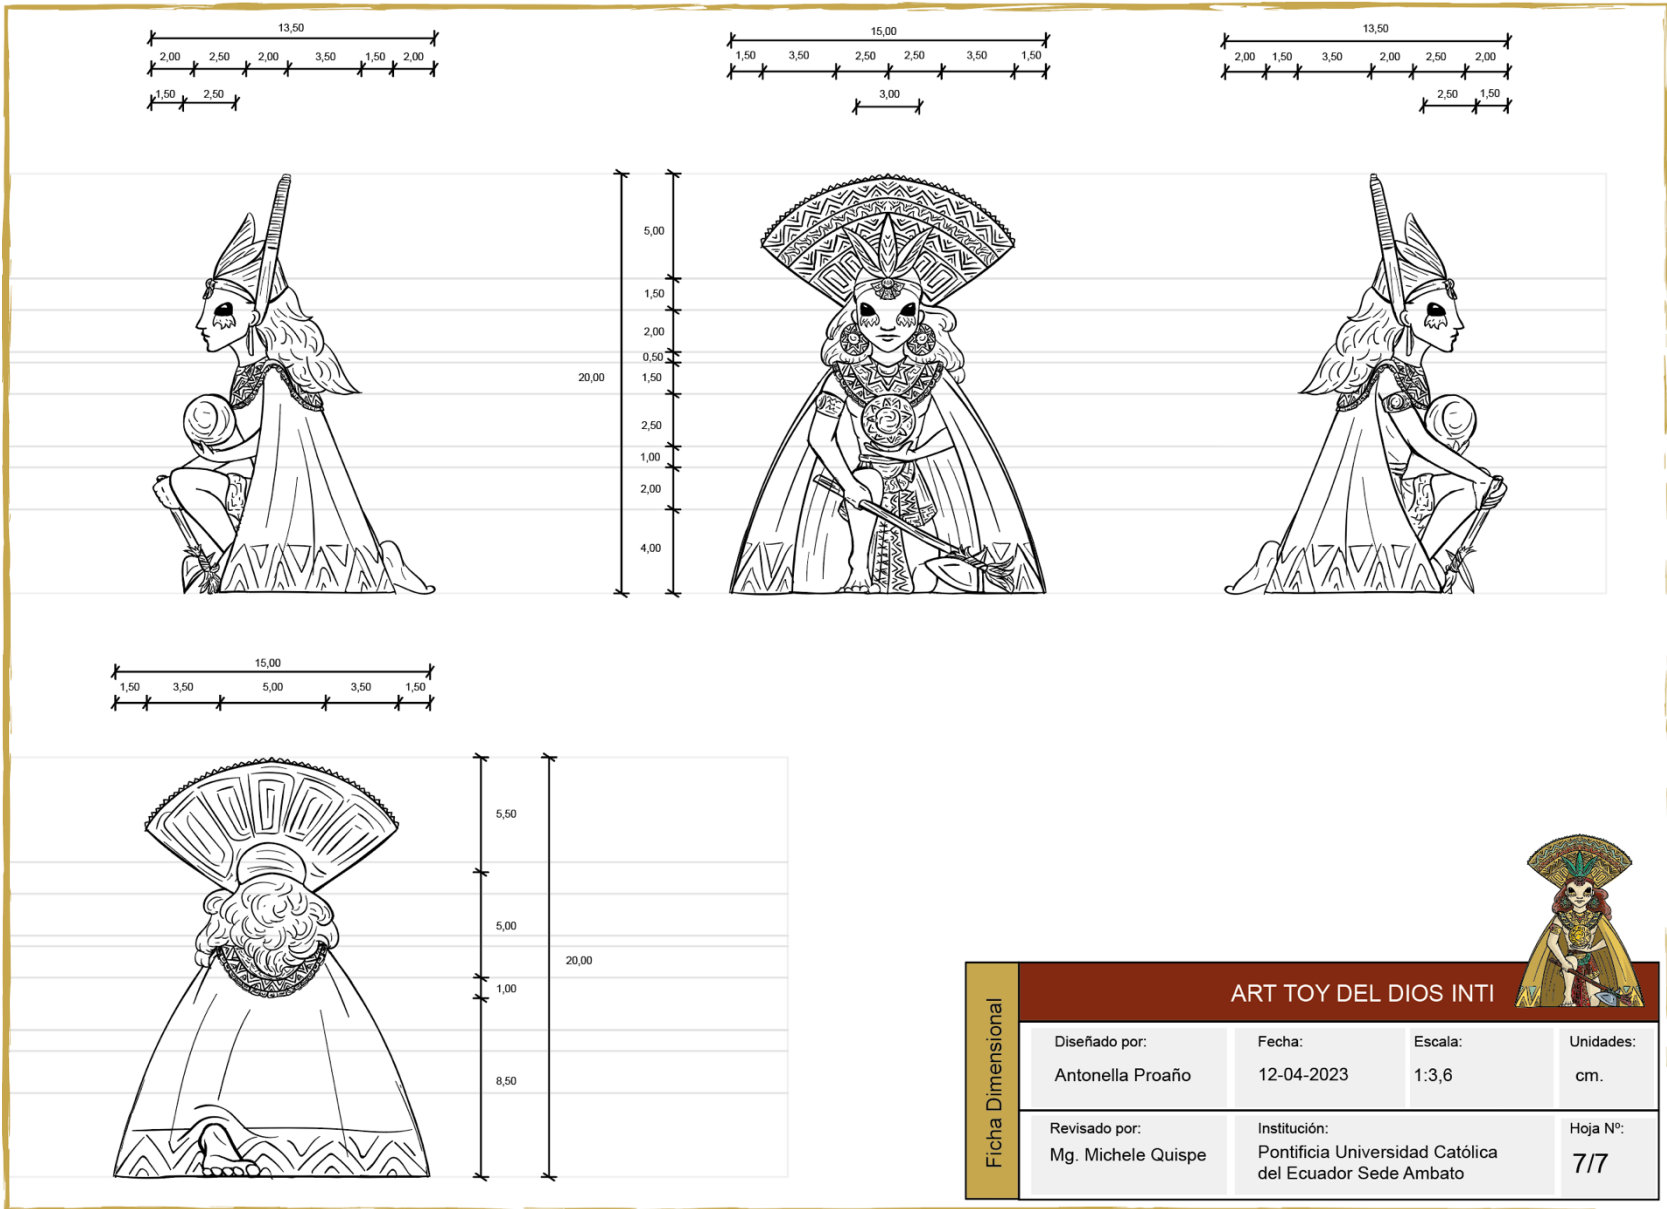 13,50
2,00 2,50 2,00 3,50 1,50 2,00
1,50 2,50
15,00
1,50 3,50 2,50 2,50 3,50 1,50
3,00
13,50
2,00 1,50 3,50 2,00 2,50 2,00
2,50 1,50
20,00
5,00
1,50
2,00
0,50
1,50
2,50
1,00
2,00
4,00
15,00
1,50 3,50 5,00 3,50 1,50
5,50
5,00
1,00
8,50
20,00
Ficha Dimensional
ART TOY DEL DIOS INTI
Diseñado por:
Antonella Proaño
Fecha:
12-04-2023
Escala:
1:3,6
Unidades:
cm.
Revisado por:
Mg. Michele Quispe
Institución:
Pontificia Universidad Católica
del Ecuador Sede Ambato
Hoja Nº:
7/7